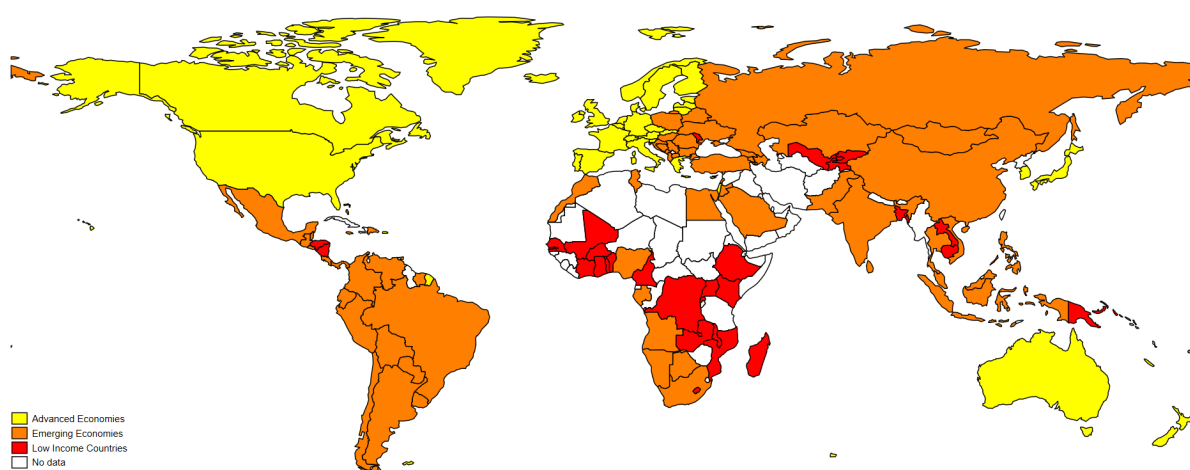 Advanced Economies
Emerging Economies
Low Income Countries
No data